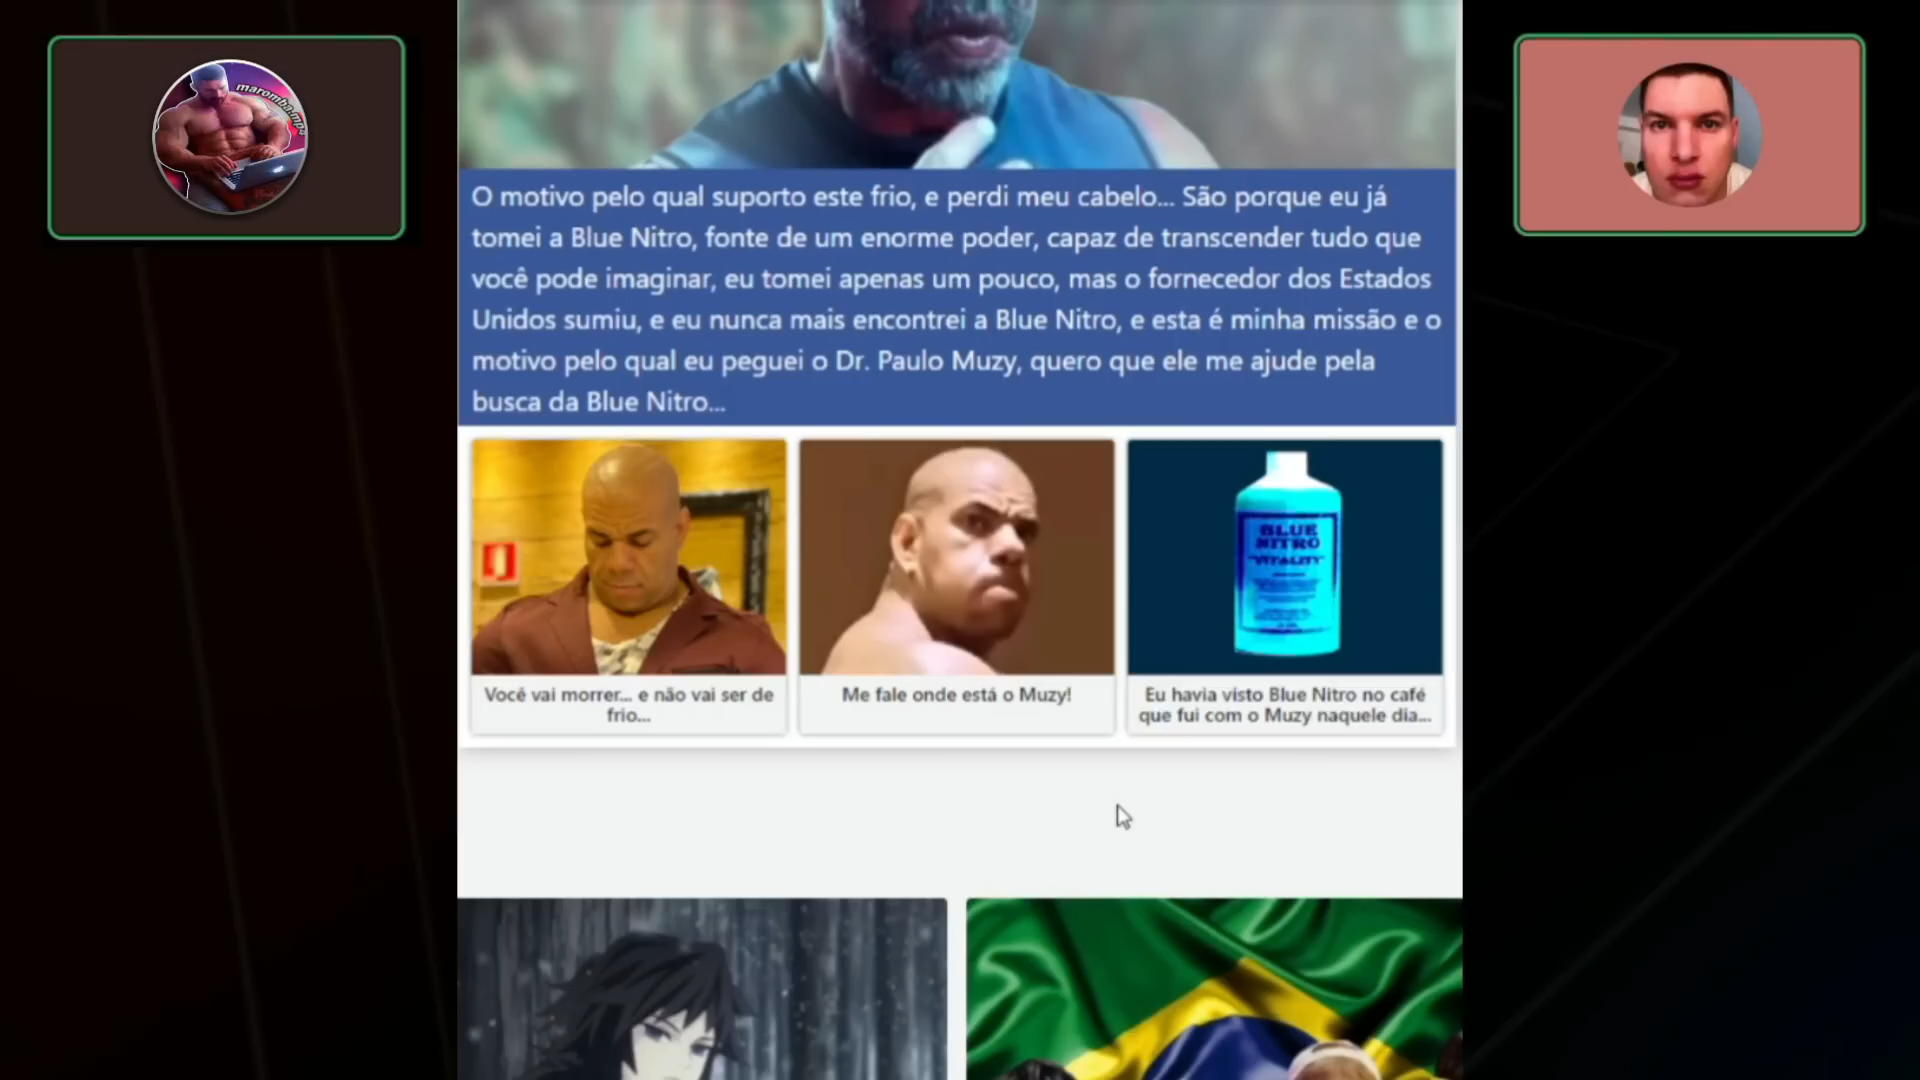 maromba.mp4
O motivo pelo qual suporto este frio, e perdi meu cabelo... São porque eu já
tomei a Blue Nitro, fonte de um enorme poder, capaz de transcender tudo que
você pode imaginar, eu tomei apenas um pouco, mas o fornecedor dos Estados
Unidos sumiu, e eu nunca mais encontrei a Blue Nitro, e esta é minha missão e o
motivo pelo qual eu peguei o Dr. Paulo Muzy, quero que ele me ajude pela
busca da Blue Nitro...
BLUE
NITRO
"VITALITY"
Você vai morrer... e não vai ser de
frio...
Me fale onde está o Muzy!
Eu havia visto Blue Nitro no café
que fui com o Muzy naquele dia...